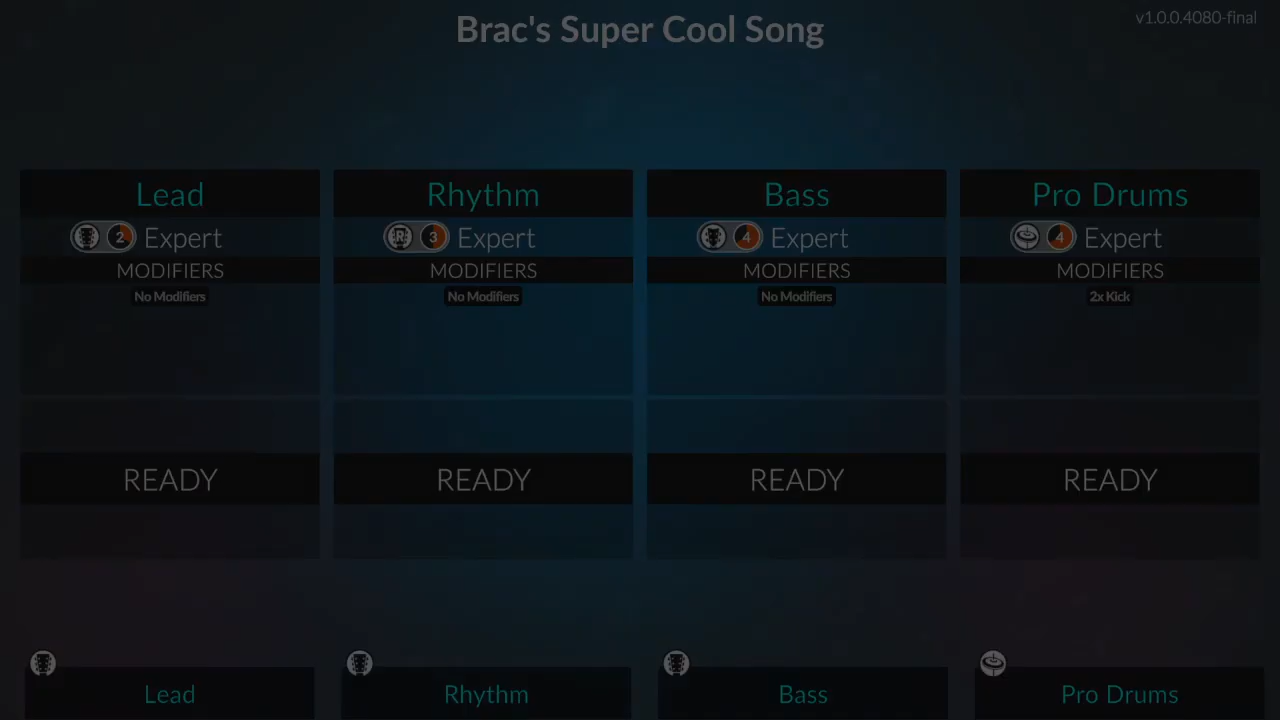 Brac's Super Cool Song
v1.0.0.4080-final
Lead
Rhythm
Bass
Pro Drums
2 Expert
R 3 Expert
4 Expert
4 Expert
MODIFIERS
MODIFIERS
MODIFIERS
MODIFIERS
No Modifiers
No Modifiers
No Modifiers
2x Kick
READY
READY
READY
READY
Lead
Rhythm
Bass
Pro Drums